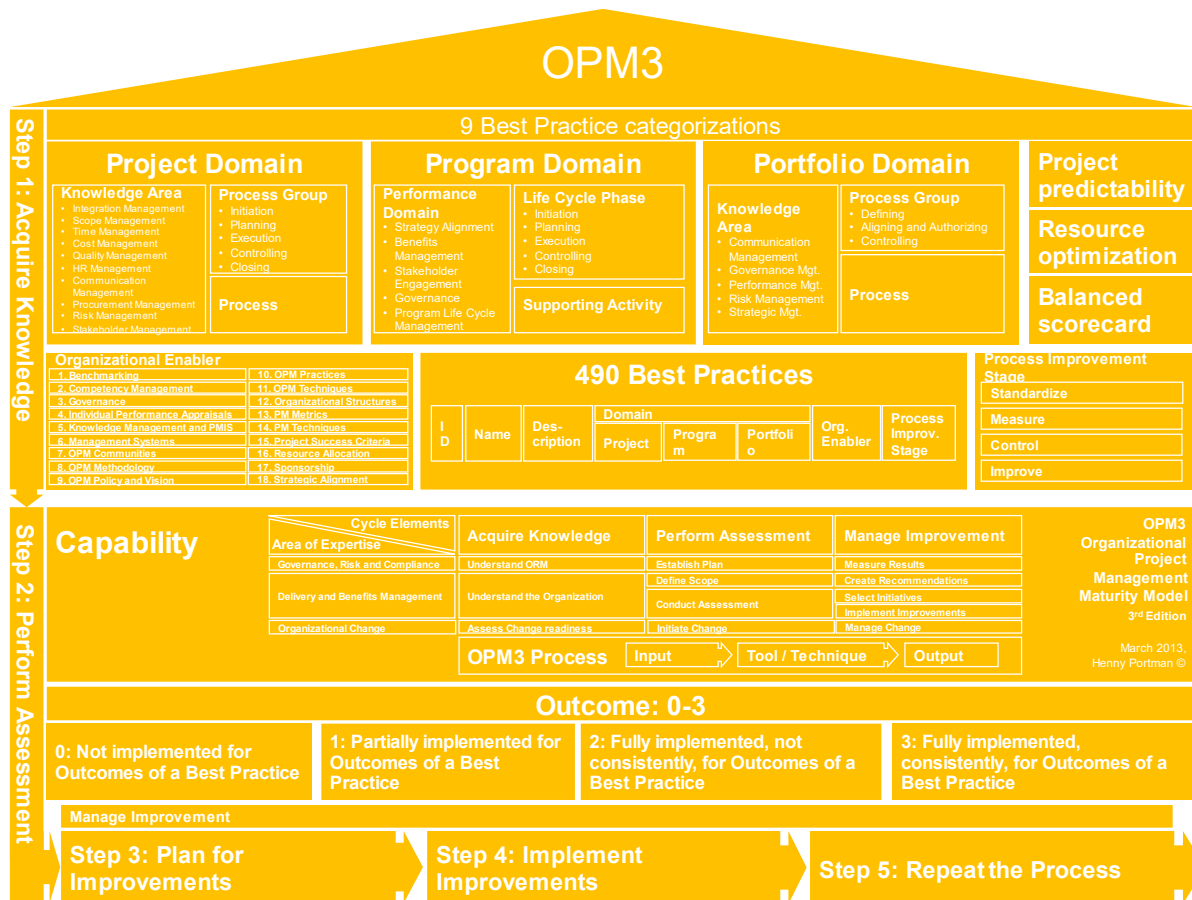 OPM3
Step 1: Acquire Knowledge
9 Best Practice categorizations
Project Domain
Knowledge Area
• Integration Management
• Scope Management
• Time Management
• Cost Management
• Quality Management
• HR Management
• Communication
Management
• Procurement Management
• Risk Management
• Stakeholder Management
Process Group
• Initiation
• Planning
• Execution
• Controlling
• Closing
Process
Program Domain
Performance
Domain
• Strategy Alignment
• Benefits
Management
• Stakeholder
Engagement
• Governance
• Program Life Cycle
Management
Life Cycle Phase
• Initiation
• Planning
• Execution
• Controlling
• Closing
Supporting Activity
Portfolio Domain
Knowledge
Area
• Communication
Management
• Governance Mgt.
• Performance Mgt.
• Risk Management
• Strategic Mgt.
Process Group
• Defining
• Aligning and Authorizing
• Controlling
Process
Project
predictability
Resource
optimization
Balanced
scorecard
Organizational Enabler
1. Benchmarking
2. Competency Management
3. Governance
4. Individual Performance Appraisals
5. Knowledge Management and PMIS
6. Management Systems
7. OPM Communities
8. OPM Methodology
9. OPM Policy and Vision
10. OPM Practices
11. OPM Techniques
12. Organizational Structures
13. PM Metrics
14. PM Techniques
15. Project Success Criteria
16. Resource Allocation
17. Sponsorship
18. Strategic Alignment
490 Best Practices
I
D
Name
Des-
cription
Domain
Project
Progra
m
Portfoli
o
Org.
Enabler
Process
Improv.
Stage
Process Improvement
Stage
Standardize
Measure
Control
Improve
Step 2: Perform Assessment
Capability
Cycle Elements
Area of Expertise
Acquire Knowledge
Perform Assessment
Manage Improvement
Governance, Risk and Compliance
Understand ORM
Establish Plan
Measure Results
Delivery and Benefits Management
Understand the Organization
Define Scope
Conduct Assessment
Create Recommendations
Select Initiatives
Implement Improvements
Organizational Change
Assess Change readiness
Initiate Change
Manage Change
OPM3 Process
Input
Tool / Technique
Output
OPM3
Organizational
Project
Management
Maturity Model
3rd Edition
March 2013,
Henny Portman ©
Outcome: 0-3
0: Not implemented for
Outcomes of a Best Practice
1: Partially implemented for
Outcomes of a Best
Practice
2: Fully implemented, not
consistently, for Outcomes of a
Best Practice
3: Fully implemented,
consistently, for Outcomes of a
Best Practice
Manage Improvement
Step 3: Plan for
Improvements
Step 4: Implement
Improvements
Step 5: Repeat the Process